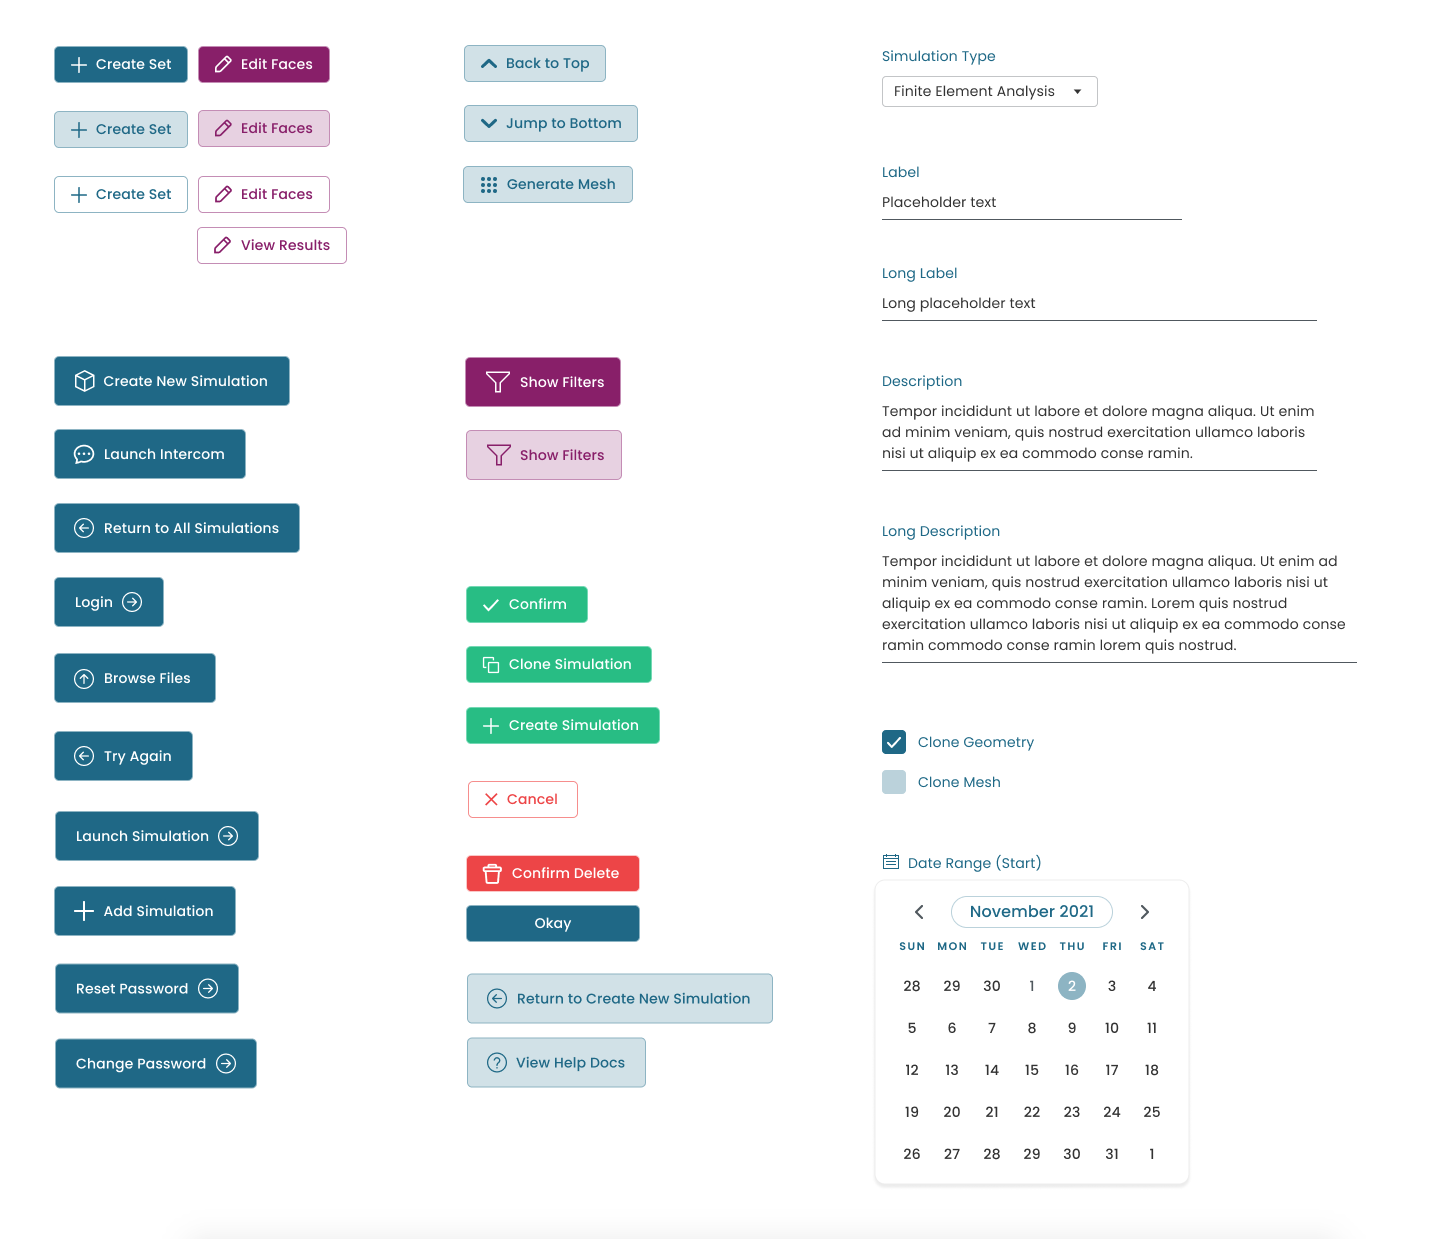 Create Set
Edit Faces
Create Set
Edit Faces
Create Set
Edit Faces
View Results
Back to Top
Jump to Bottom
Generate Mesh
Create New Simulation
Launch Intercom
Return to All Simulations
Login
Browse Files
Try Again
Launch Simulation
Add Simulation
Reset Password
Change Password
Show Filters
Show Filters
Confirm
Clone Simulation
Create Simulation
Cancel
Confirm Delete
Okay
Return to Create New Simulation
View Help Docs
Simulation Type
Finite Element Analysis
Label
Placeholder text
Long Label
Long placeholder text
Description
Tempor incididunt ut labore et dolore magna aliqua. Ut enim
ad minim veniam, quis nostrud exercitation ullamco laboris
nisi ut aliquip ex ea commodo conse ramin.
Long Description
Tempor incididunt ut labore et dolore magna aliqua. Ut enim ad
minim veniam, quis nostrud exercitation ullamco laboris nisi ut
aliquip ex ea commodo conse ramin. Lorem quis nostrud
exercitation ullamco laboris nisi ut aliquip ex ea commodo conse
ramin commodo conse ramin lorem quis nostrud.
Clone Geometry
Clone Mesh
Date Range (Start)
November 2021
SUN MON TUE WED THU FRI SAT
28 29 30 1 2 3 4
5 6 7 8 9 10 11
12 13 14 15 16 17 18
19 20 21 22 23 24 25
26 27 28 29 30 31 1